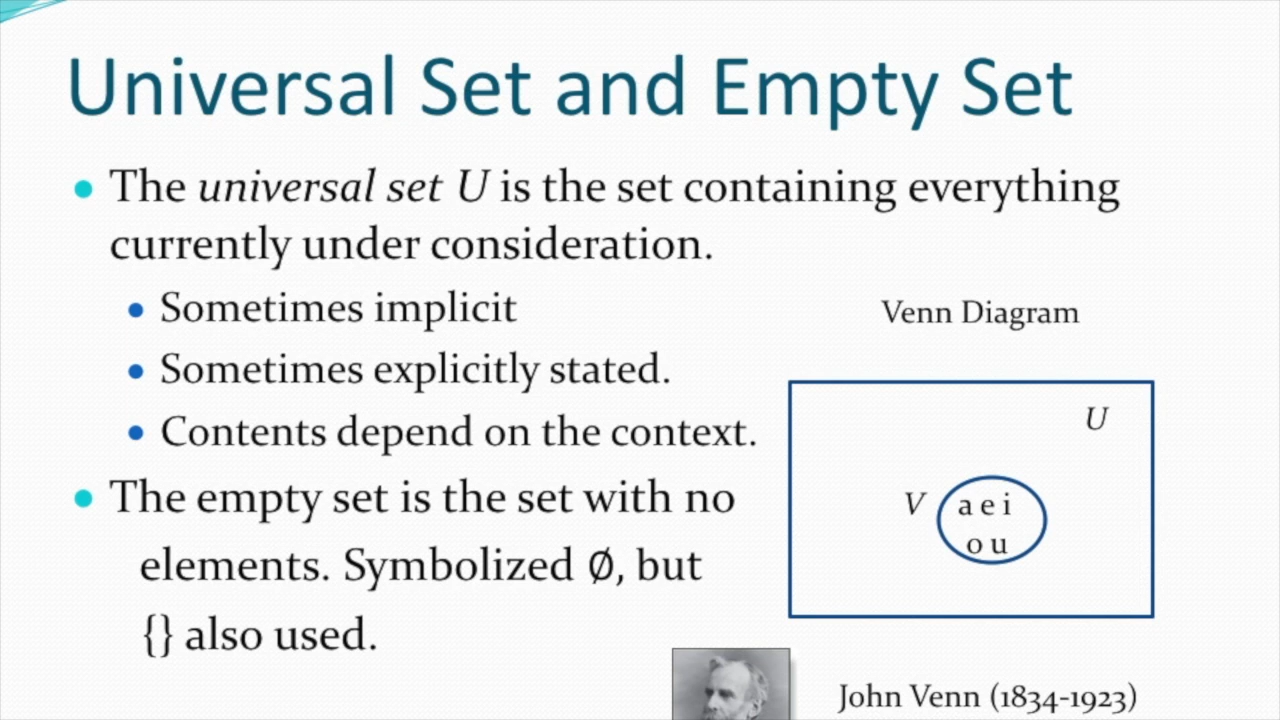 Universal Set and Empty Set
• The universal set U is the set containing everything
currently under consideration.
• Sometimes implicit
• Sometimes explicitly stated.
• Contents depend on the context.
• The empty set is the set with no
elements. Symbolized ∅, but
{} also used.
Venn Diagram
U
V
a e i
o u
John Venn (1834-1923)